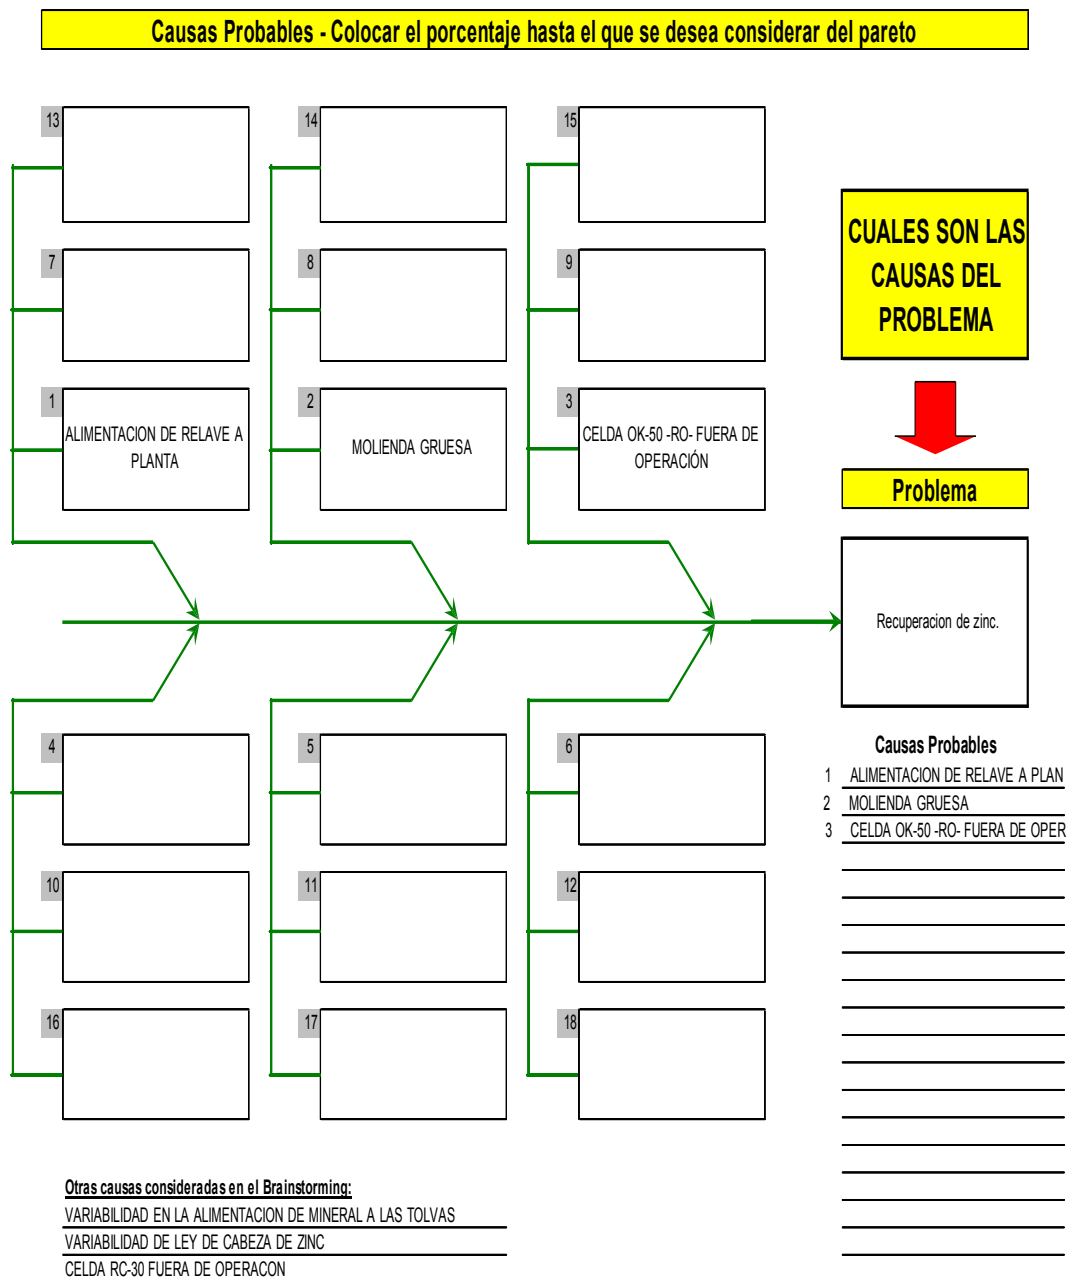 Causas Probables - Colocar el porcentaje hasta el que se desea considerar del pareto
13
14
15
7
8
9
CUALES SON LAS
CAUSAS DEL
PROBLEMA
1
ALIMENTACION DE RELAVE A
PLANTA
2
MOLIENDA GRUESA
3
CELDA OK-50 -RO- FUERA DE
OPERACIÓN
Problema
Recuperacion de zinc.
4
5
6
10
11
12
16
17
18
Causas Probables
1 ALIMENTACION DE RELAVE A PLAN
2 MOLIENDA GRUESA
3 CELDA OK-50 -RO- FUERA DE OPER
Otras causas consideradas en el Brainstorming:
VARIABILIDAD EN LA ALIMENTACION DE MINERAL A LAS TOLVAS
VARIABILIDAD DE LEY DE CABEZA DE ZINC
CELDA RC-30 FUERA DE OPERACON